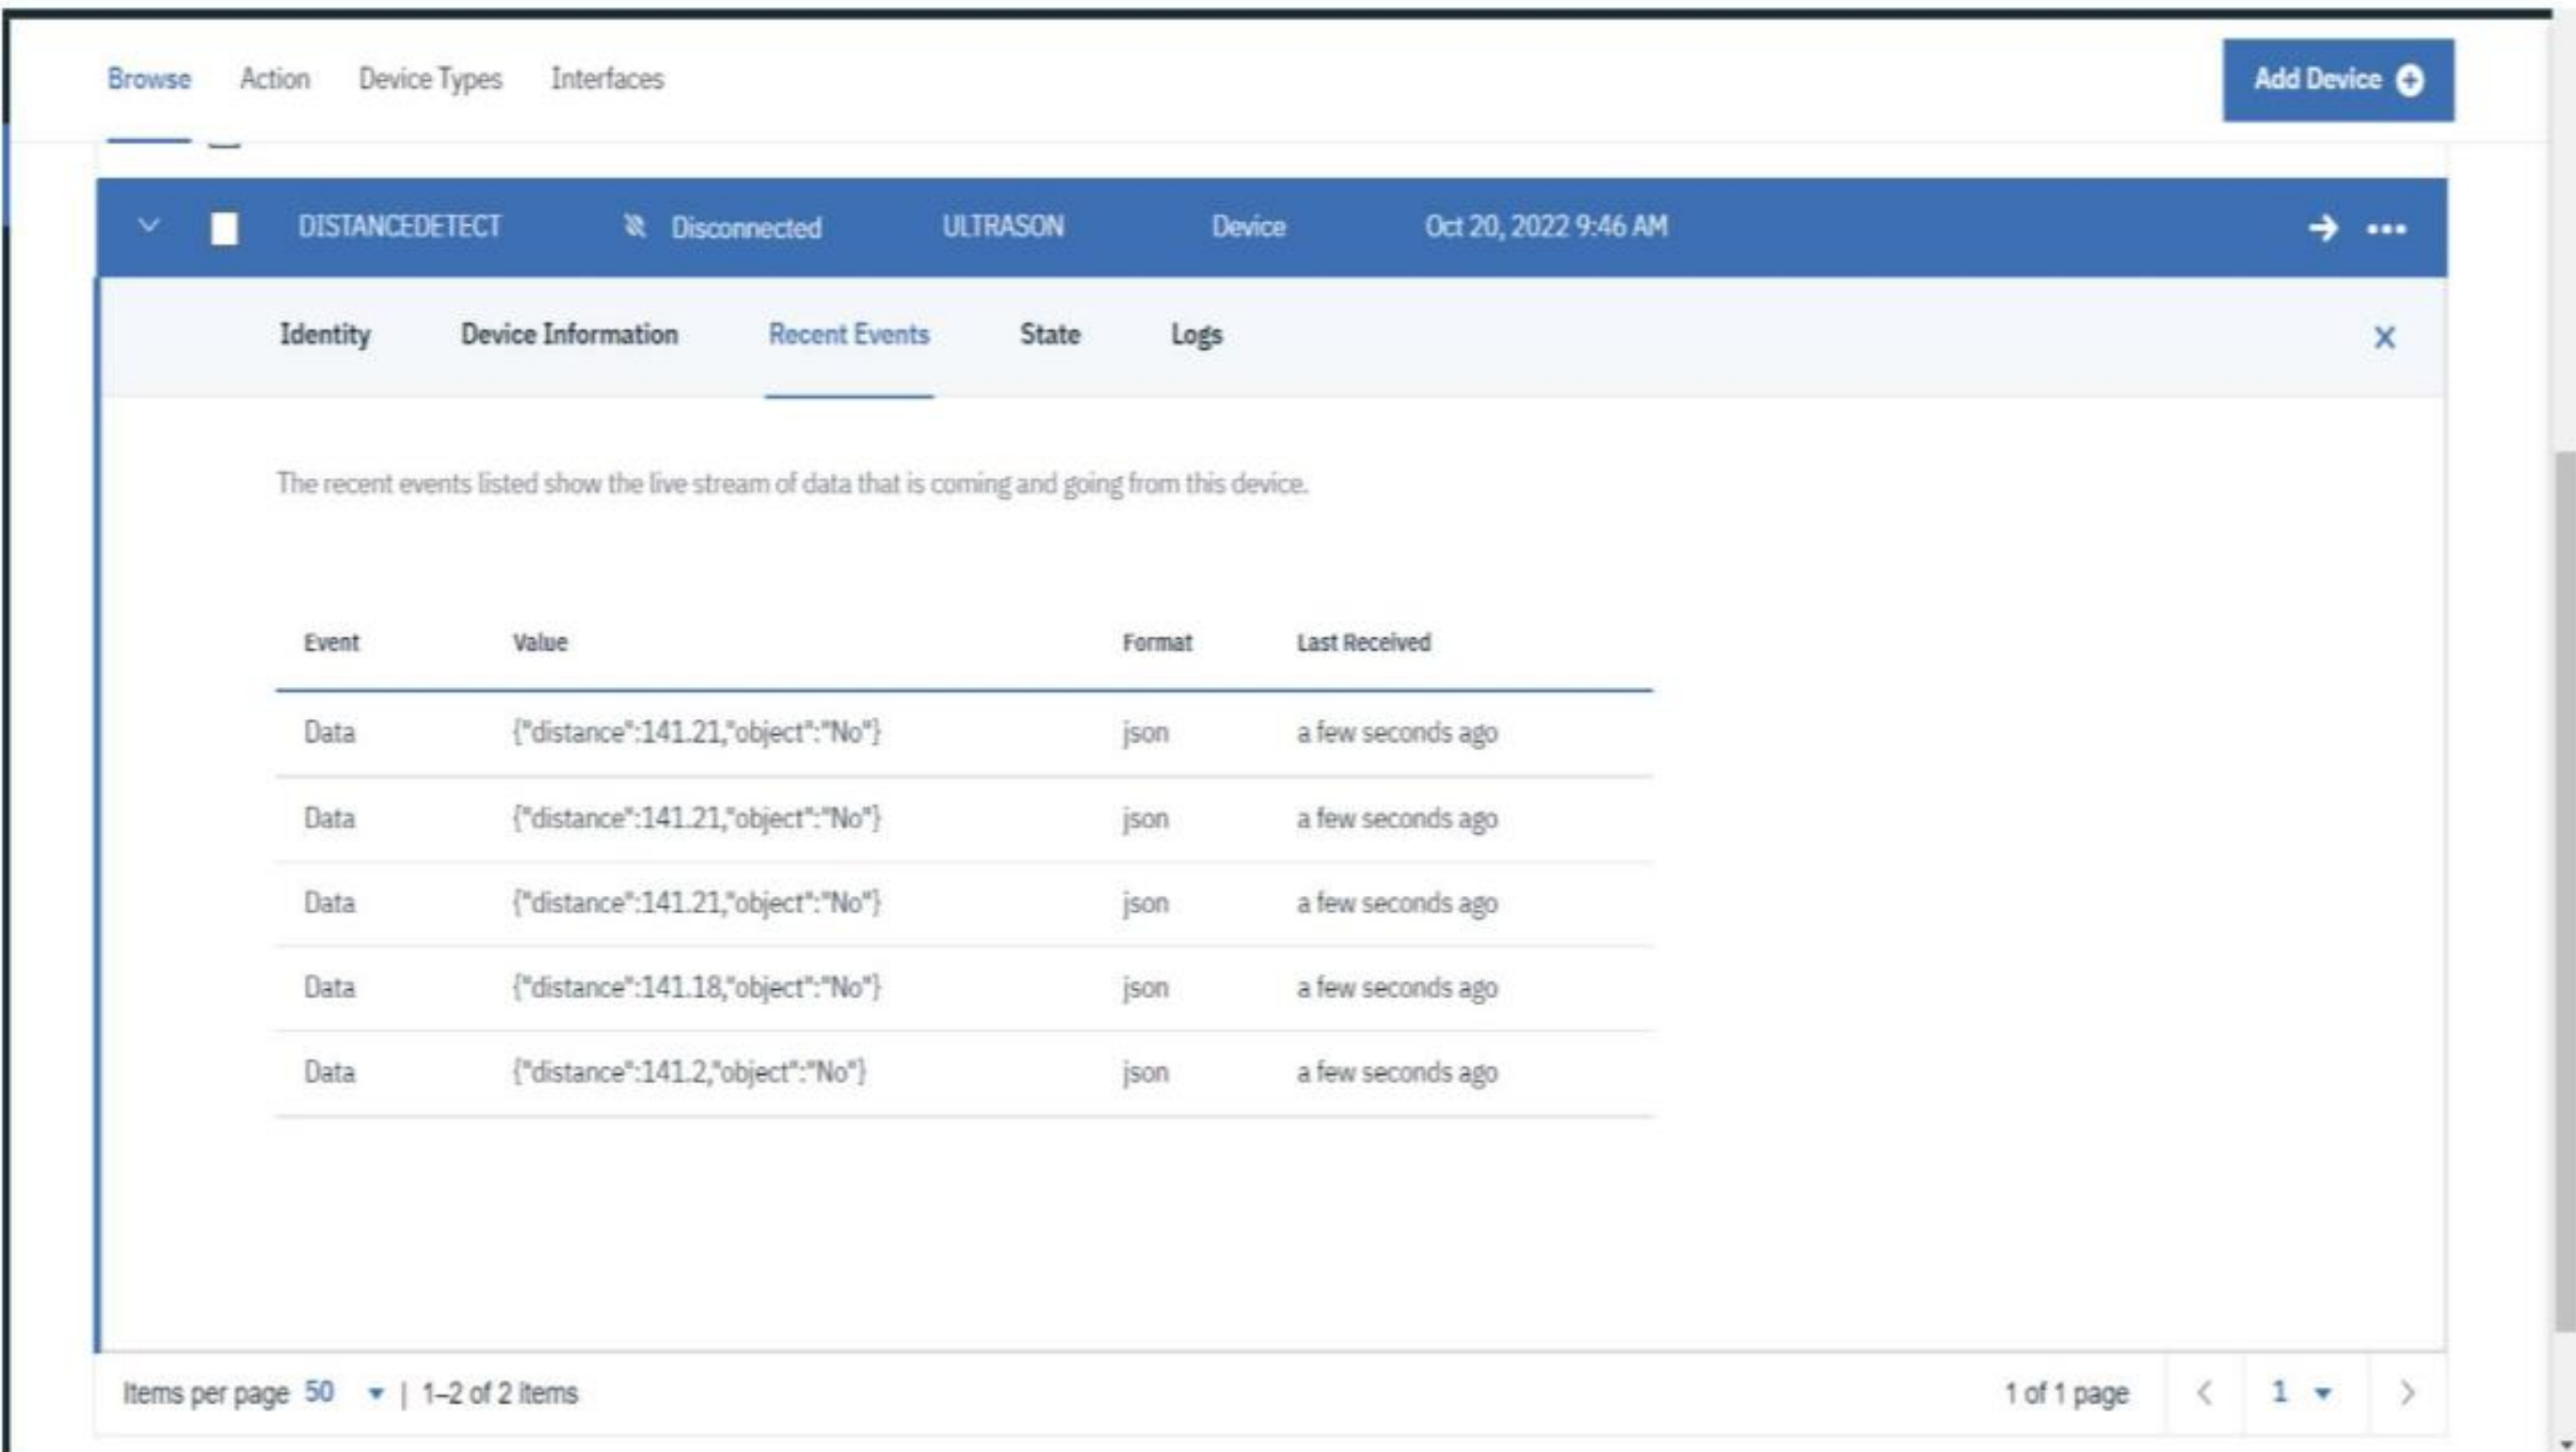 Browse Action Device Types Interfaces Add Device
DISTANCEDETECT Disconnected ULTRASON Device Oct 20, 2022 9:46 AM
Identity Device Information Recent Events State Logs
The recent events listed show the live stream of data that is coming and going from this device.
Event Value Format Last Received
Data {"distance":141.21,"object":"No"} json a few seconds ago
Data {"distance":141.21,"object":"No"} json a few seconds ago
Data {"distance":141.21,"object":"No"} json a few seconds ago
Data {"distance":141.18,"object":"No"} json a few seconds ago
Data {"distance":141.2,"object":"No"} json a few seconds ago
Items per page 50 | 1–2 of 2 items 1 of 1 page 1